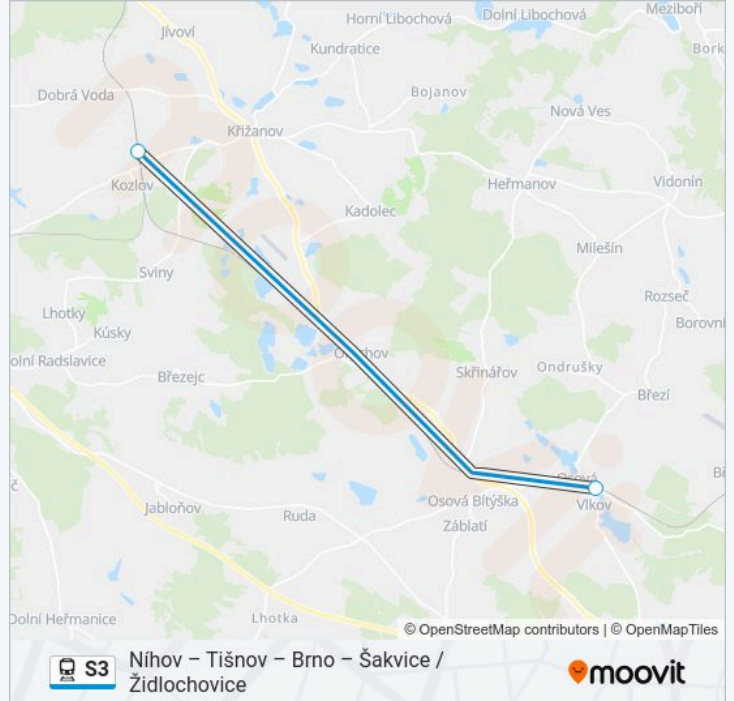 Horní Libochová
Dolní Libochová
Meziboří
Jívoví
Kundratice
Bork
Dobrá Voda
Bojanov
Nová Ves
Křižanov
Kozlov
Heřmanov
Vidonín
Kadolec
Milešín
Sviny
Rozseč
Lhotky
Kúsky
Borovní
olní Radslavice
Březejc
Skřinářov
Ondrušky
Březí
Osová
Bí
č
Jabloňov
Ruda
Osová Bítýška
Vlkov
Záblatí
Dolní Heřmanice
Lhotka
© OpenStreetMap contributors | © OpenMapTiles
S3
Níhov – Tišnov – Brno – Šakvice /
Židlochovice
moovit